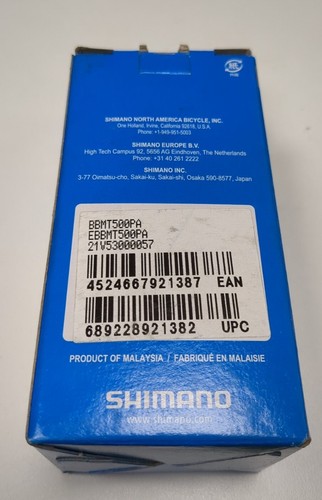 SHIMANO NORTH AMERICA BICYCLE, INC.
One Holland, Irvine, California 92618, U.S.A.
Phone: +1-949-951-5003
SHIMANO EUROPE B.V.
High Tech Campus 92, 5656 AG Eindhoven, The Netherlands
Phone: +31 40 261 2222
SHIMANO INC.
3-77 Oimatsu-cho, Sakai-ku, Sakai-shi, Osaka 590-8577, Japan
BBMT500PA
EBBMT500PA
21V53000057
4524667921387 EAN
689228921382 UPC
PRODUCT OF MALAYSIA / FABRIQUÉ EN MALAISIE
SHIMANO
www.shimano.com